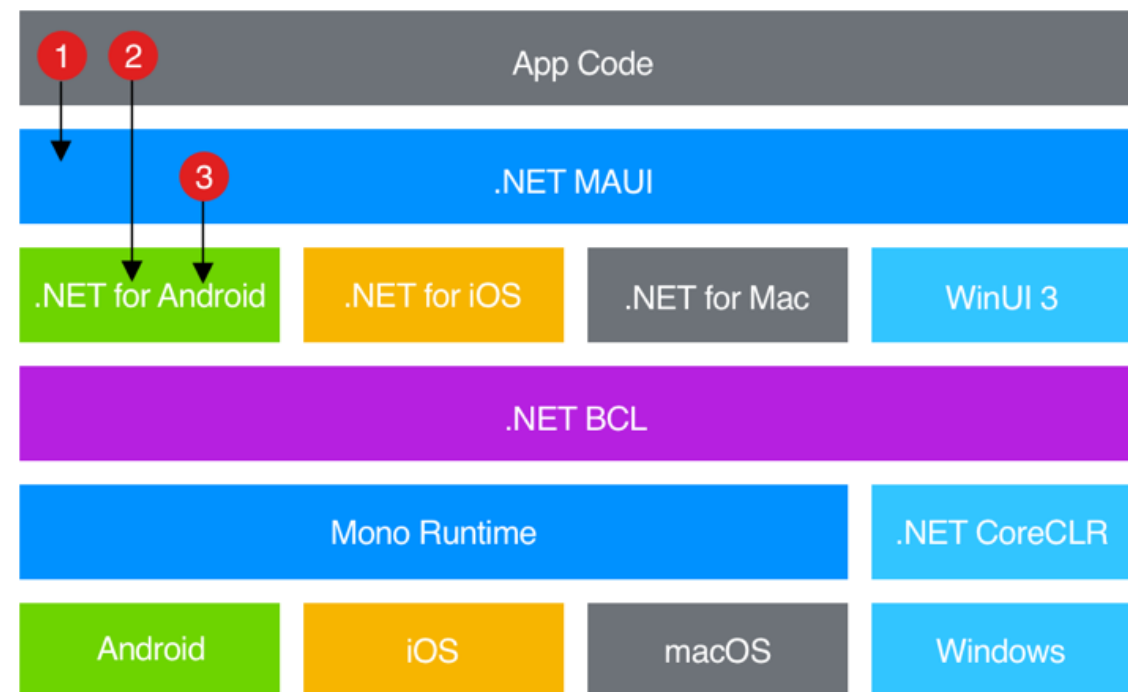 1 2 App Code
3 .NET MAUI
.NET for Android .NET for iOS .NET for Mac WinUI 3
.NET BCL
Mono Runtime .NET CoreCLR
Android iOS macOS Windows